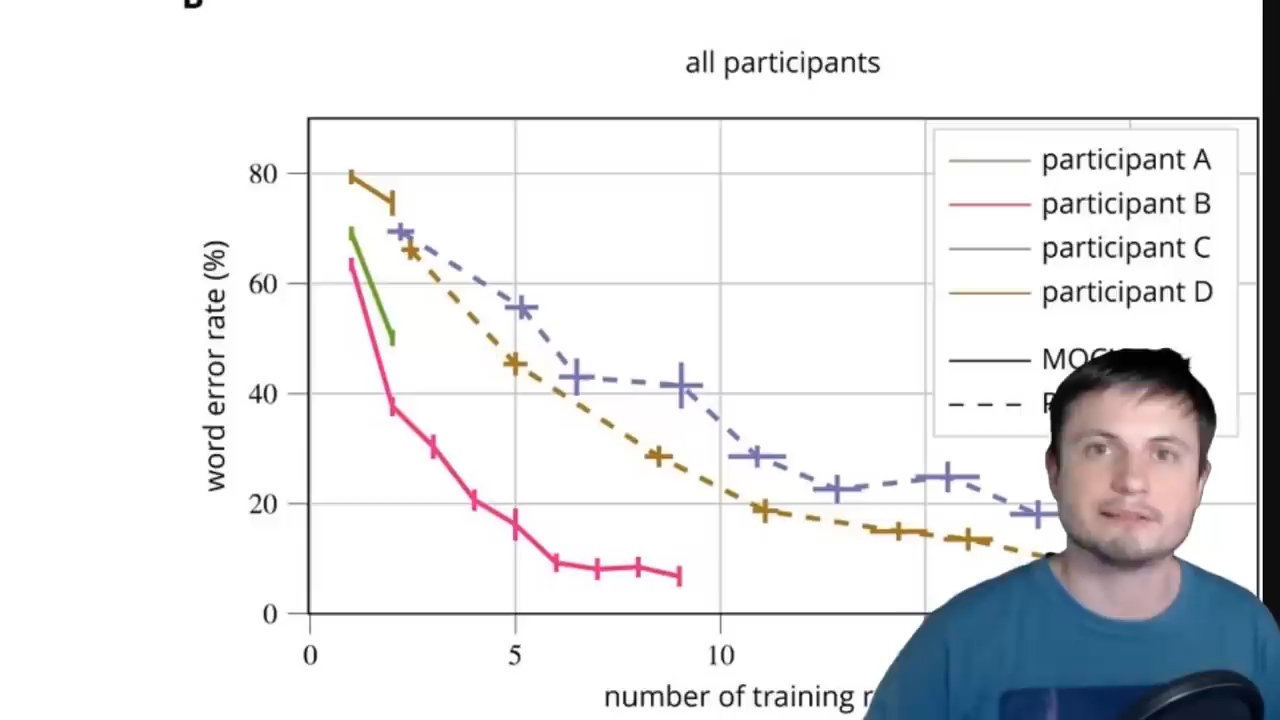 B
all participants
participant A
participant B
participant C
participant D
80
60
40
20
0
word error rate (%)
0
5
10
number of training